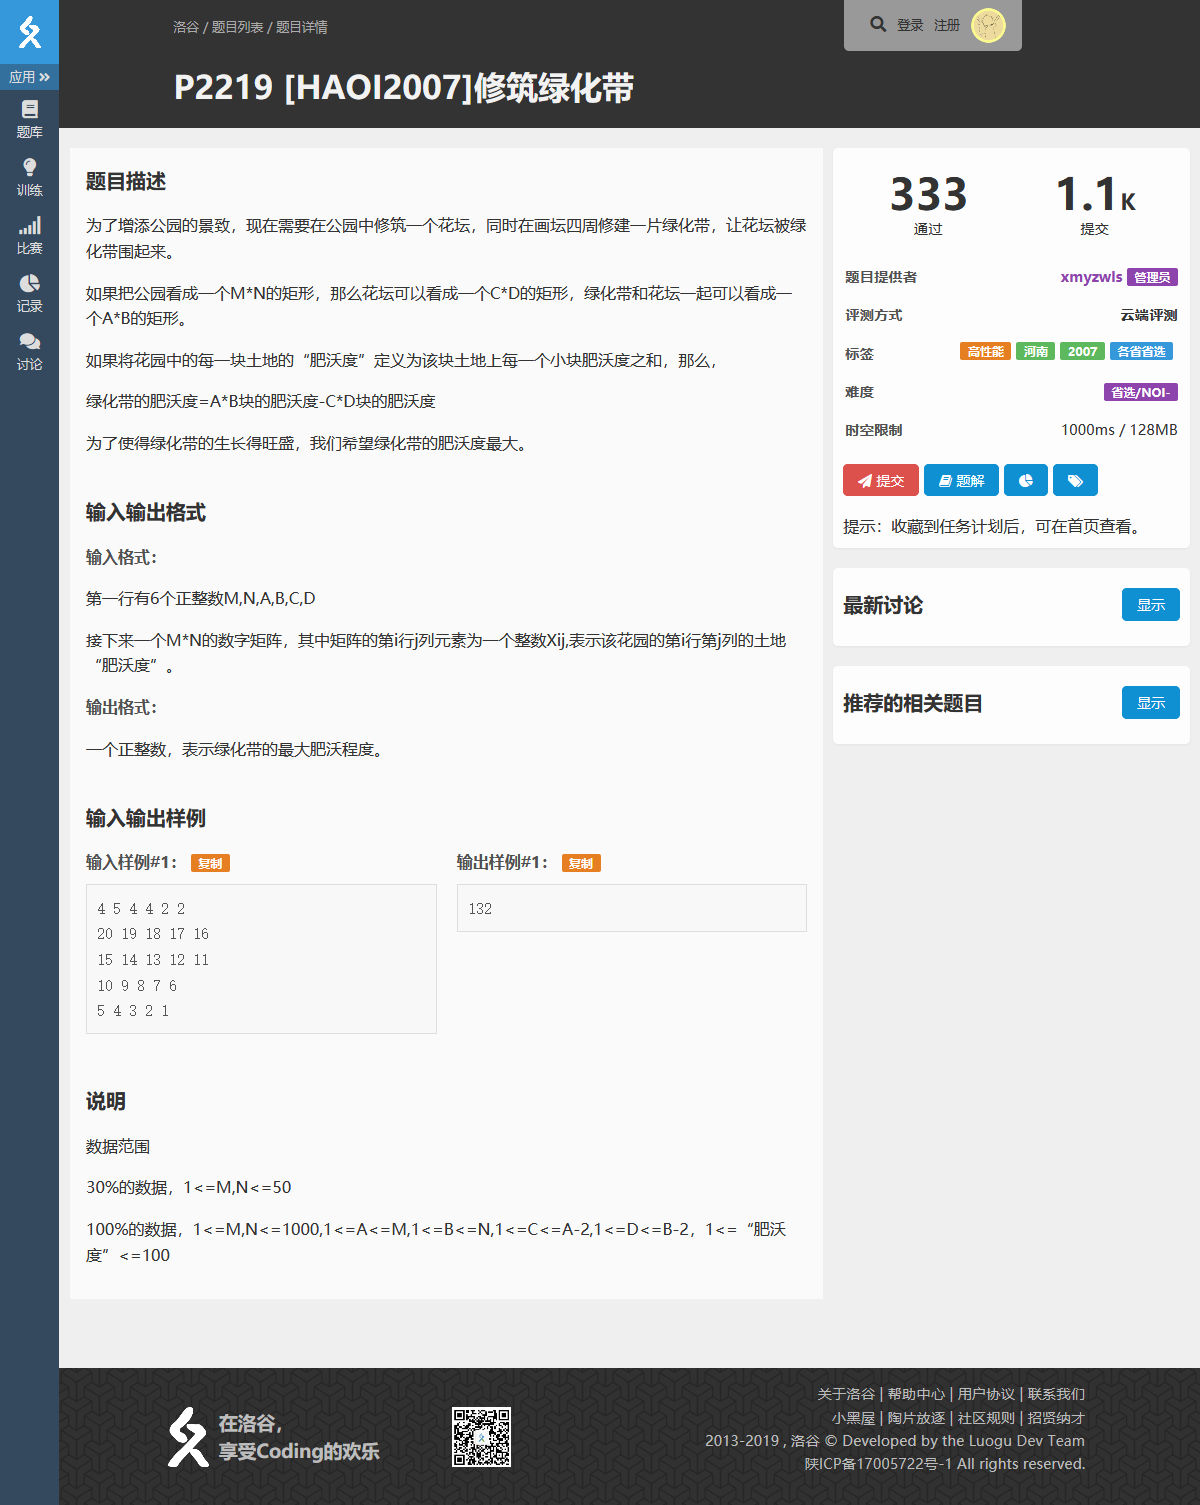 洛谷 / 题目列表 / 题目详情
登录 注册
P2219 [HAOI2007]修筑绿化带
应用
题库
训练
比赛
记录
讨论
题目描述
为了增添公园的景致，现在需要在公园中修筑一个花坛，同时在画坛四周修建一片绿化带，让花坛被绿
化带围起来。
如果把公园看成一个M*N的矩形，那么花坛可以看成一个C*D的矩形，绿化带和花坛一起可以看成一
个A*B的矩形。
如果将花园中的每一块土地的“肥沃度”定义为该块土地上每一个小块肥沃度之和，那么，
绿化带的肥沃度=A*B块的肥沃度-C*D块的肥沃度
为了使得绿化带的生长得旺盛，我们希望绿化带的肥沃度最大。
输入输出格式
输入格式：
第一行有6个正整数M,N,A,B,C,D
接下来一个M*N的数字矩阵，其中矩阵的第i行j列元素为一个整数Xij,表示该花园的第i行第j列的土地
“肥沃度”。
输出格式：
一个正整数，表示绿化带的最大肥沃程度。
输入输出样例
输入样例#1： 复制
4 5 4 4 2 2
20 19 18 17 16
15 14 13 12 11
10 9 8 7 6
5 4 3 2 1
输出样例#1： 复制
132
说明
数据范围
30%的数据，1<=M,N<=50
100%的数据，1<=M,N<=1000,1<=A<=M,1<=B<=N,1<=C<=A-2,1<=D<=B-2，1<=“肥沃
度”<=100
333
通过
1.1K
提交
题目提供者 xmyzwls 管理员
评测方式 云端评测
标签 高性能 河南 2007 各省省选
难度 省选/NOI-
时空限制 1000ms / 128MB
提交 题解
提示：收藏到任务计划后，可在首页查看。
最新讨论 显示
推荐的相关题目 显示
在洛谷，
享受Coding的欢乐
关于洛谷 | 帮助中心 | 用户协议 | 联系我们
小黑屋 | 陶片放逐 | 社区规则 | 招贤纳才
2013-2019 , 洛谷 © Developed by the Luogu Dev Team
陕ICP备17005722号-1 All rights reserved.